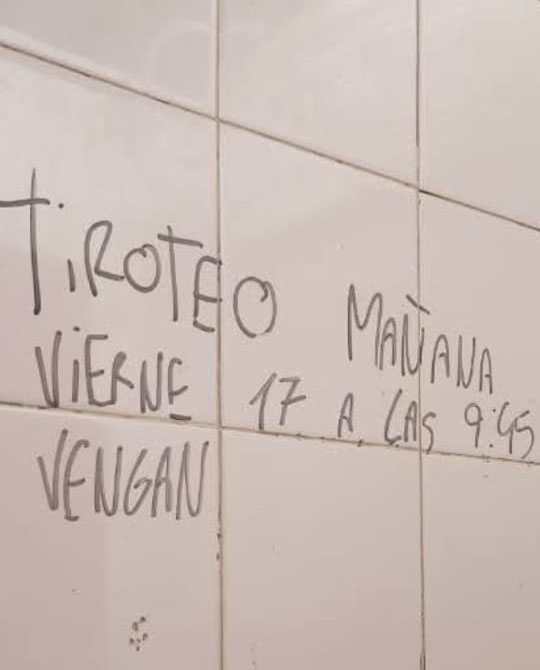 TiROTEO MAÑANA
ViERNE 17 A LAS 9:45
VENGAN